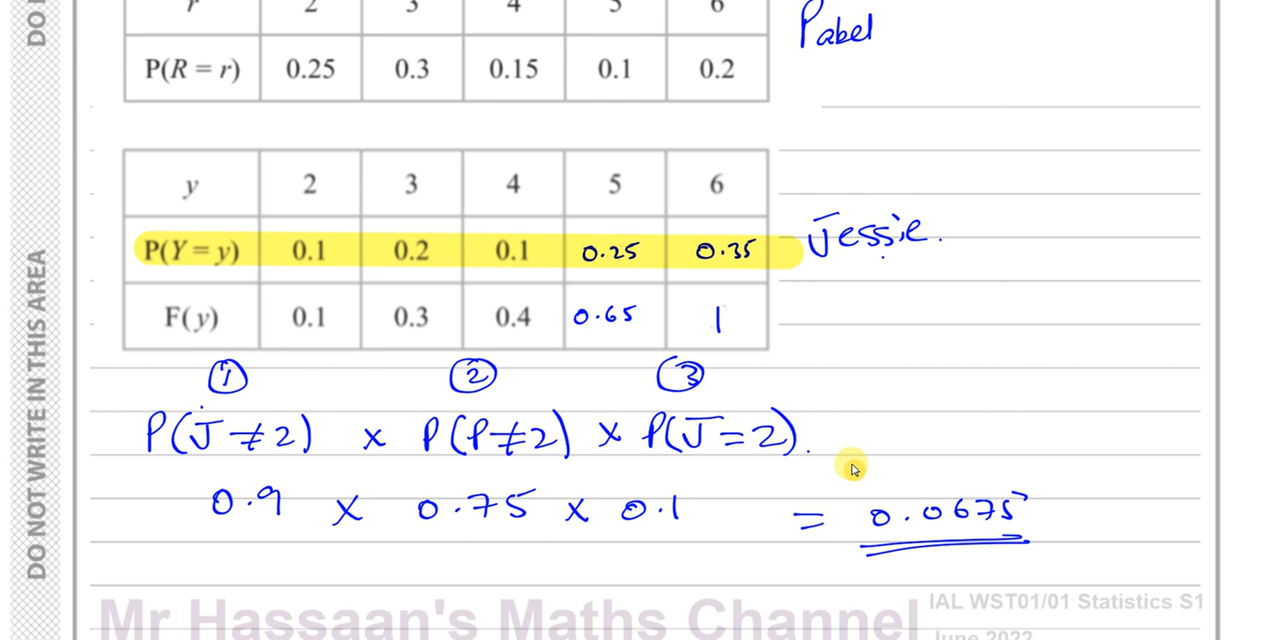 r 2 3 4 5 6
Pabel
P(R = r) 0.25 0.3 0.15 0.1 0.2
y 2 3 4 5 6
P(Y = y) 0.1 0.2 0.1 0.25 0.35
Jessie.
F(y) 0.1 0.3 0.4 0.65 1
① ② ③
P(J ≠ 2) × P(P ≠ 2) × P(J = 2).
0.9 × 0.75 × 0.1 = 0.0675
DO NOT WRITE IN THIS AREA
DO
Mr Hassaan's Maths Channel
IAL WST01/01 Statistics S1
June 2022